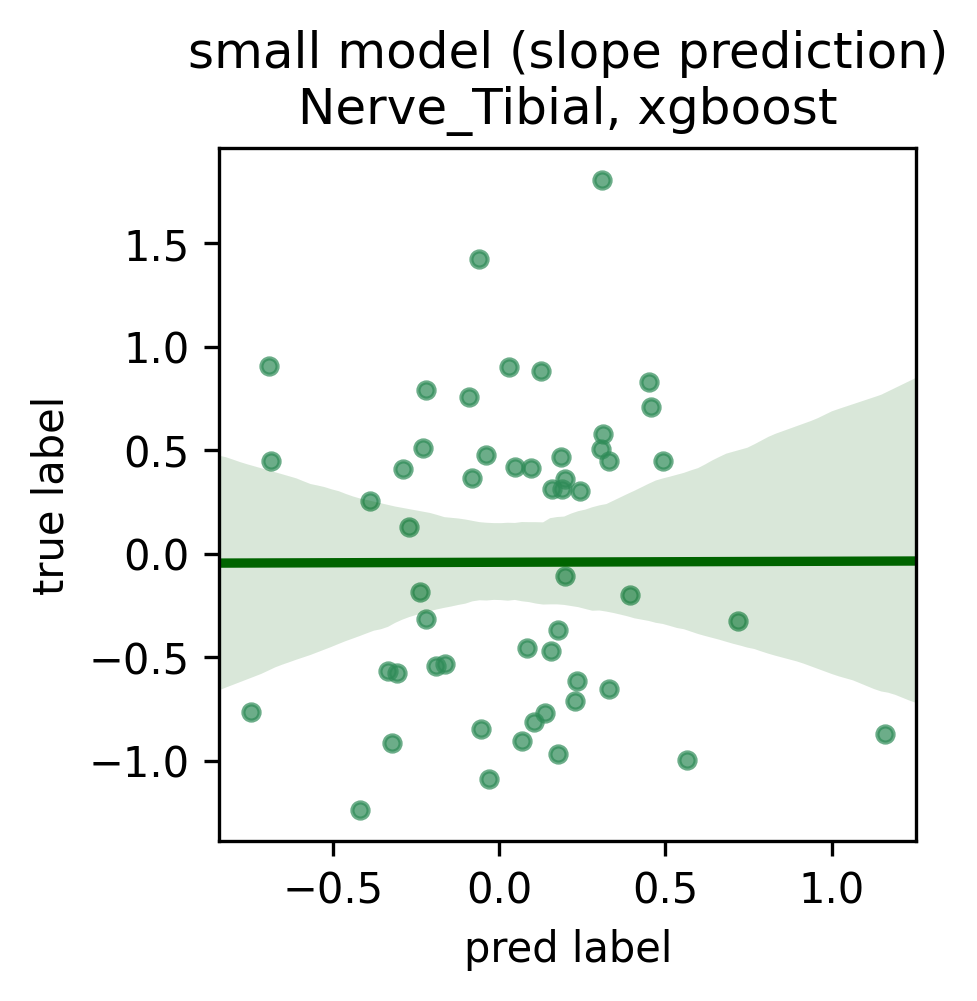 small model (slope prediction)
Nerve_Tibial, xgboost
1.5
1.0
0.5
0.0
−0.5
−1.0
true label
−0.5 0.0 0.5 1.0
pred label